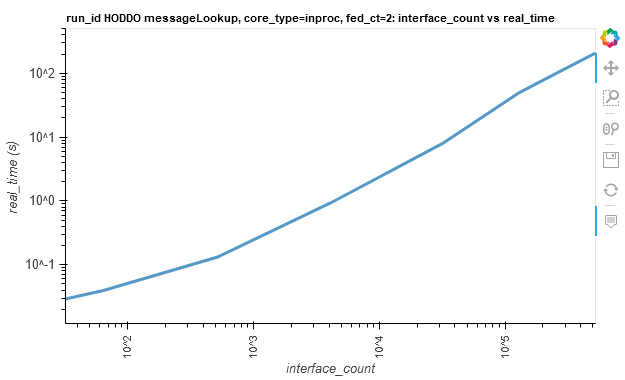 run_id HODDO messageLookup, core_type=inproc, fed_ct=2: interface_count vs real_time
10^2
10^1
10^0
10^-1
real_time (s)
10^2
10^3
10^4
10^5
interface_count